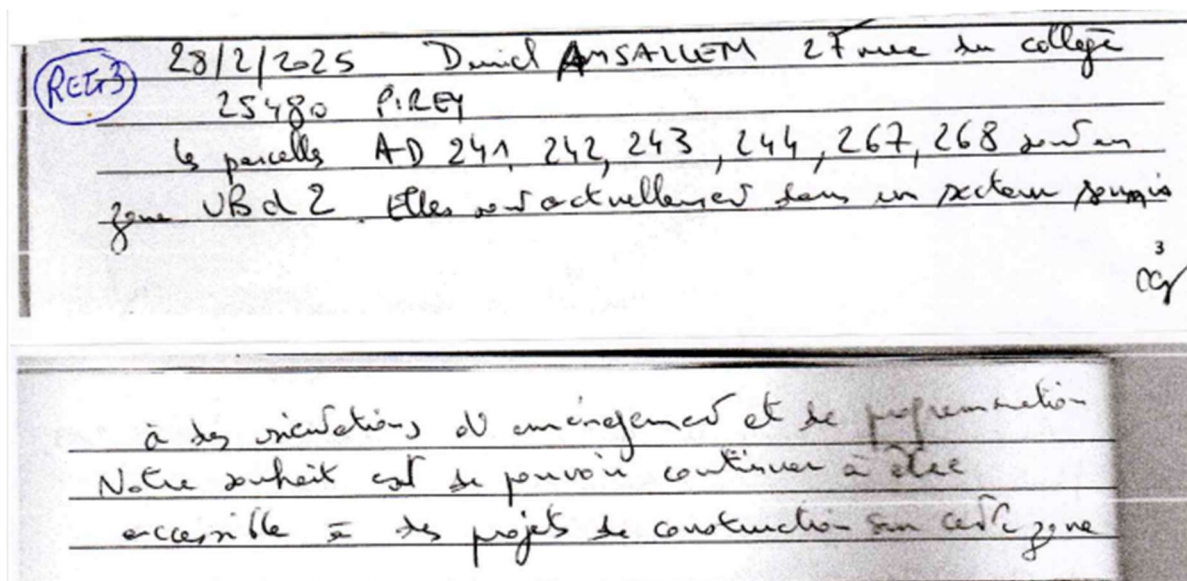 REG3
28/2/2025 Daniel AMSALLEM 27 rue du collège
25480 PIREY
les parcelles AD 241, 242, 243, 244, 267, 268 sont en
zone UBd2. Elles sont actuellement dans un secteur soumis
3
à des orientations d'aménagement et de programmation
Notre souhait est de pouvoir continuer à être
accessible à des projets de construction sur cette zone